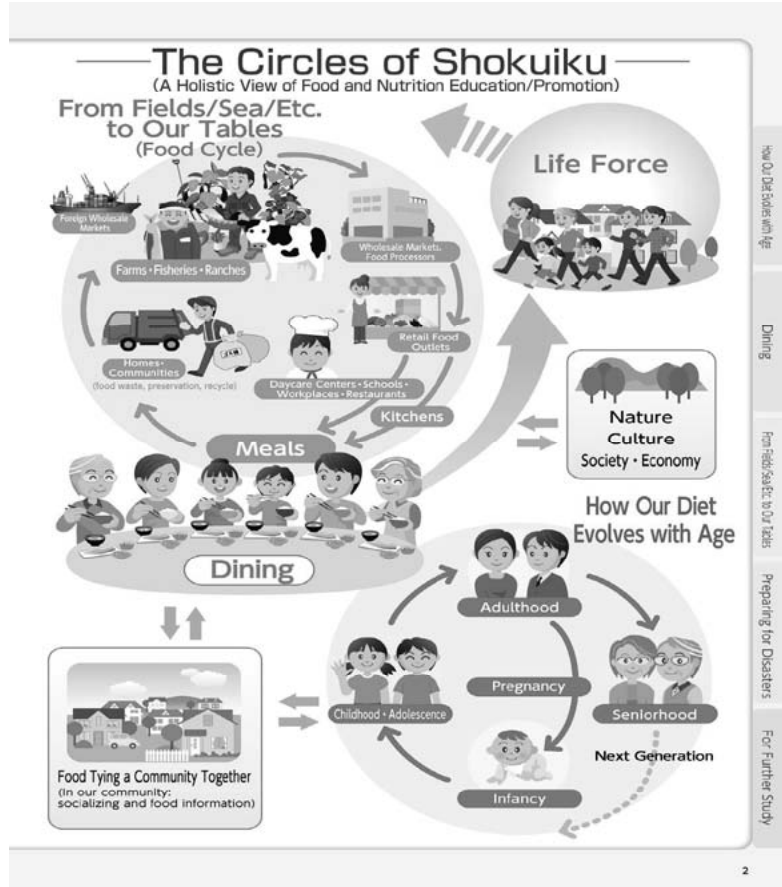 The Circles of Shokuiku
(A Holistic View of Food and Nutrition Education/Promotion)
From Fields/Sea/Etc.
to Our Tables
(Food Cycle)
Life Force
Foreign Wholesale
Markets
Farms・Fisheries・Ranches
Wholesale Markets,
Food Processors
Retail Food
Outlets
Homes・
Communities
(food waste, preservation, recycle)
Daycare Centers・Schools・
Workplaces・Restaurants
Kitchens
Meals
Dining
Nature
Culture
Society・Economy
How Our Diet
Evolves with Age
Adulthood
Pregnancy
Childhood・Adolescence
Seniorhood
Infancy
Next Generation
Food Tying a Community Together
(In our community:
socializing and food information)
How Our Diet Evolves with Age
Dining
From Fields/Sea/Etc. to Our Tables
Preparing for Disasters
For Further Study
2